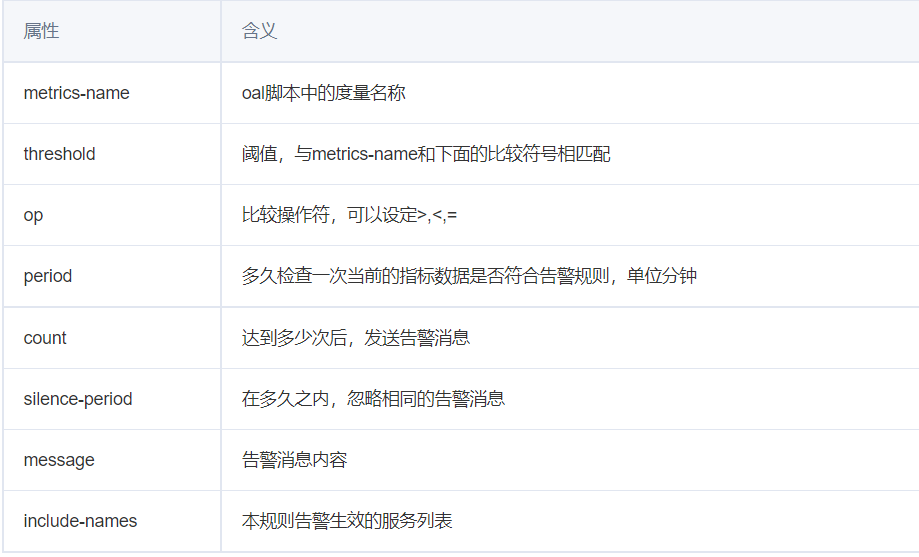 属性 含义
metrics-name oal脚本中的度量名称
threshold 阈值，与metrics-name和下面的比较符号相匹配
op 比较操作符，可以设定>,<,=
period 多久检查一次当前的指标数据是否符合告警规则，单位分钟
count 达到多少次后，发送告警消息
silence-period 在多久之内，忽略相同的告警消息
message 告警消息内容
include-names 本规则告警生效的服务列表